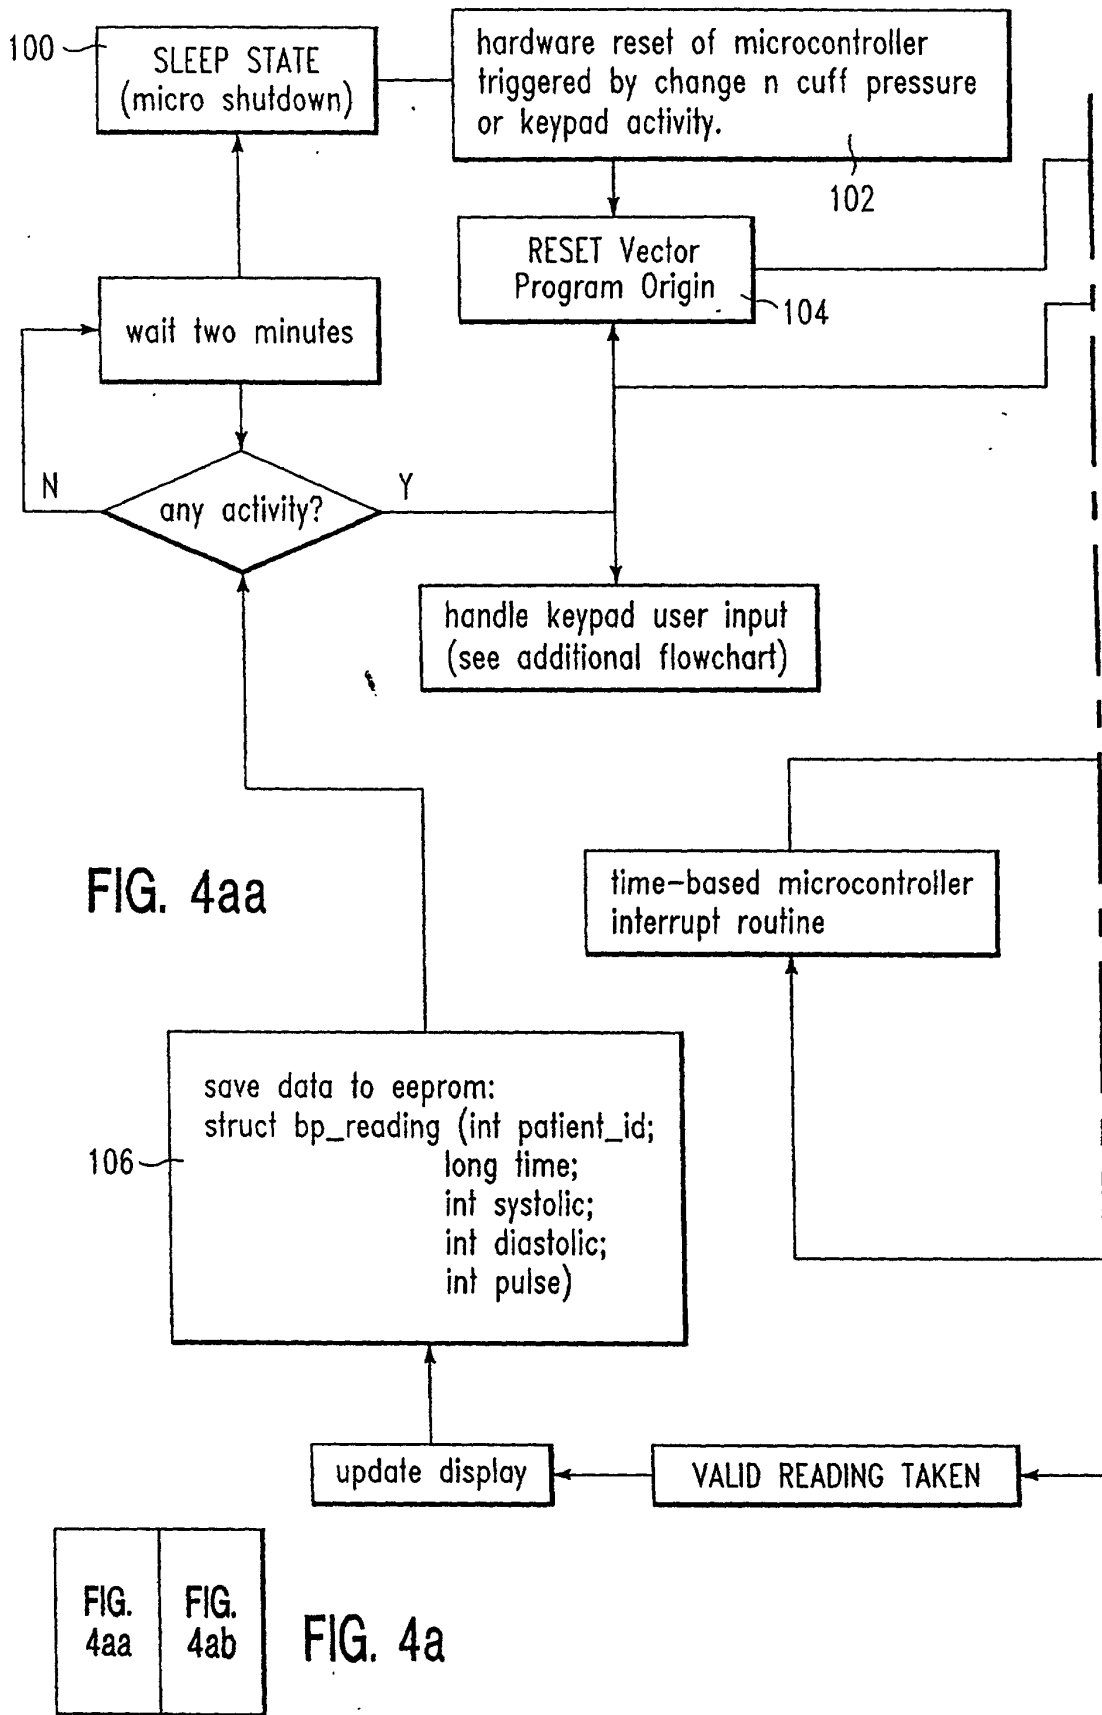 100
SLEEP STATE
(micro shutdown)
hardware reset of microcontroller
triggered by change n cuff pressure
or keypad activity.
102
RESET Vector
Program Origin
104
wait two minutes
N
any activity?
Y
handle keypad user input
(see additional flowchart)
FIG. 4aa
time-based microcontroller
interrupt routine
save data to eeprom:
struct bp_reading (int patient_id;
long time;
int systolic;
int diastolic;
int pulse)
106
update display
VALID READING TAKEN
FIG.
4aa
FIG.
4ab
FIG. 4a